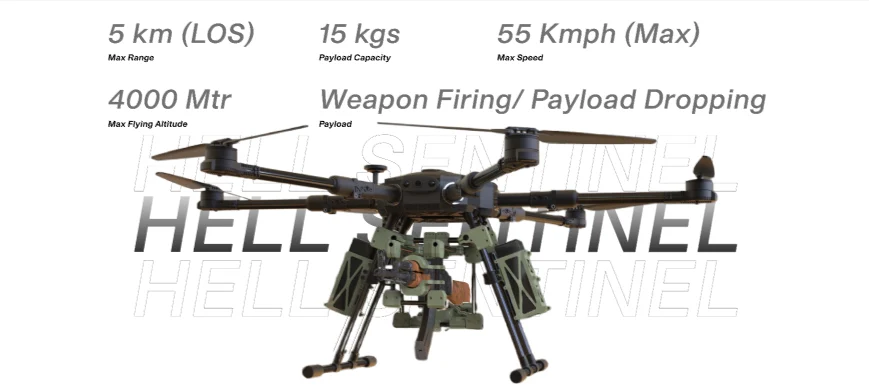 5 km (LOS)
Max Range
15 kgs
Payload Capacity
55 Kmph (Max)
Max Speed
4000 Mtr
Max Flying Altitude
Weapon Firing/ Payload Dropping
Payload
HELL SENTINEL
HELL SENTINEL
HELL SENTINEL